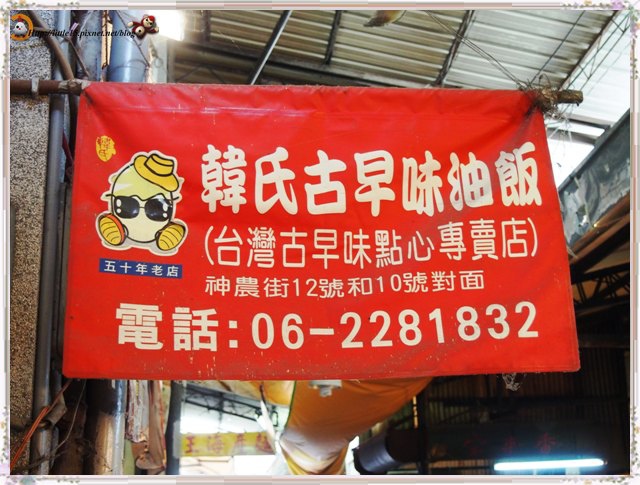 韓氏
韓氏古早味油飯
(台灣古早味點心專賣店)
五十年老店
神農街12號和10號對面
電話:06-2281832